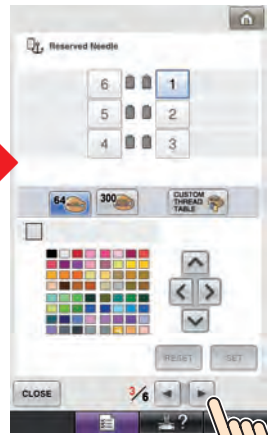 Reserved Needle
6 1
5 2
4 3
64 300 CUSTOM THREAD TABLE
RESET SET
CLOSE 3/6
?